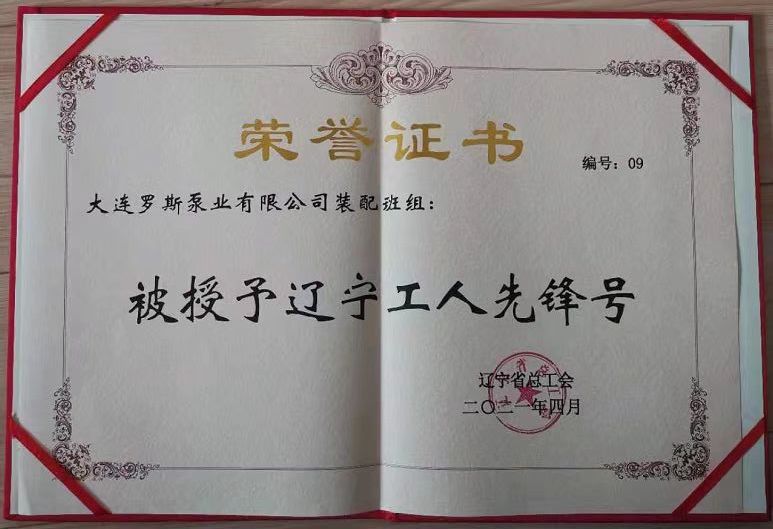 荣誉证书
编号：09
大连罗斯泵业有限公司装配班组：
被授予辽宁工人先锋号
辽宁省总工会
二〇二一年四月